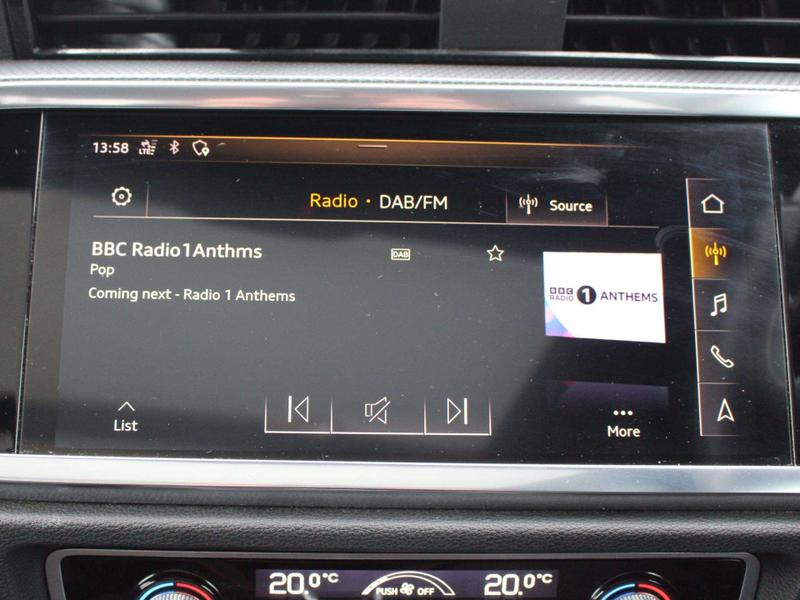 13:58 LTE
Radio · DAB/FM
Source
BBC Radio1Anthms
DAB
Pop
Coming next - Radio 1 Anthems
BBC RADIO 1 ANTHEMS
List
More
20.0°C PUSH OFF 20.0°C